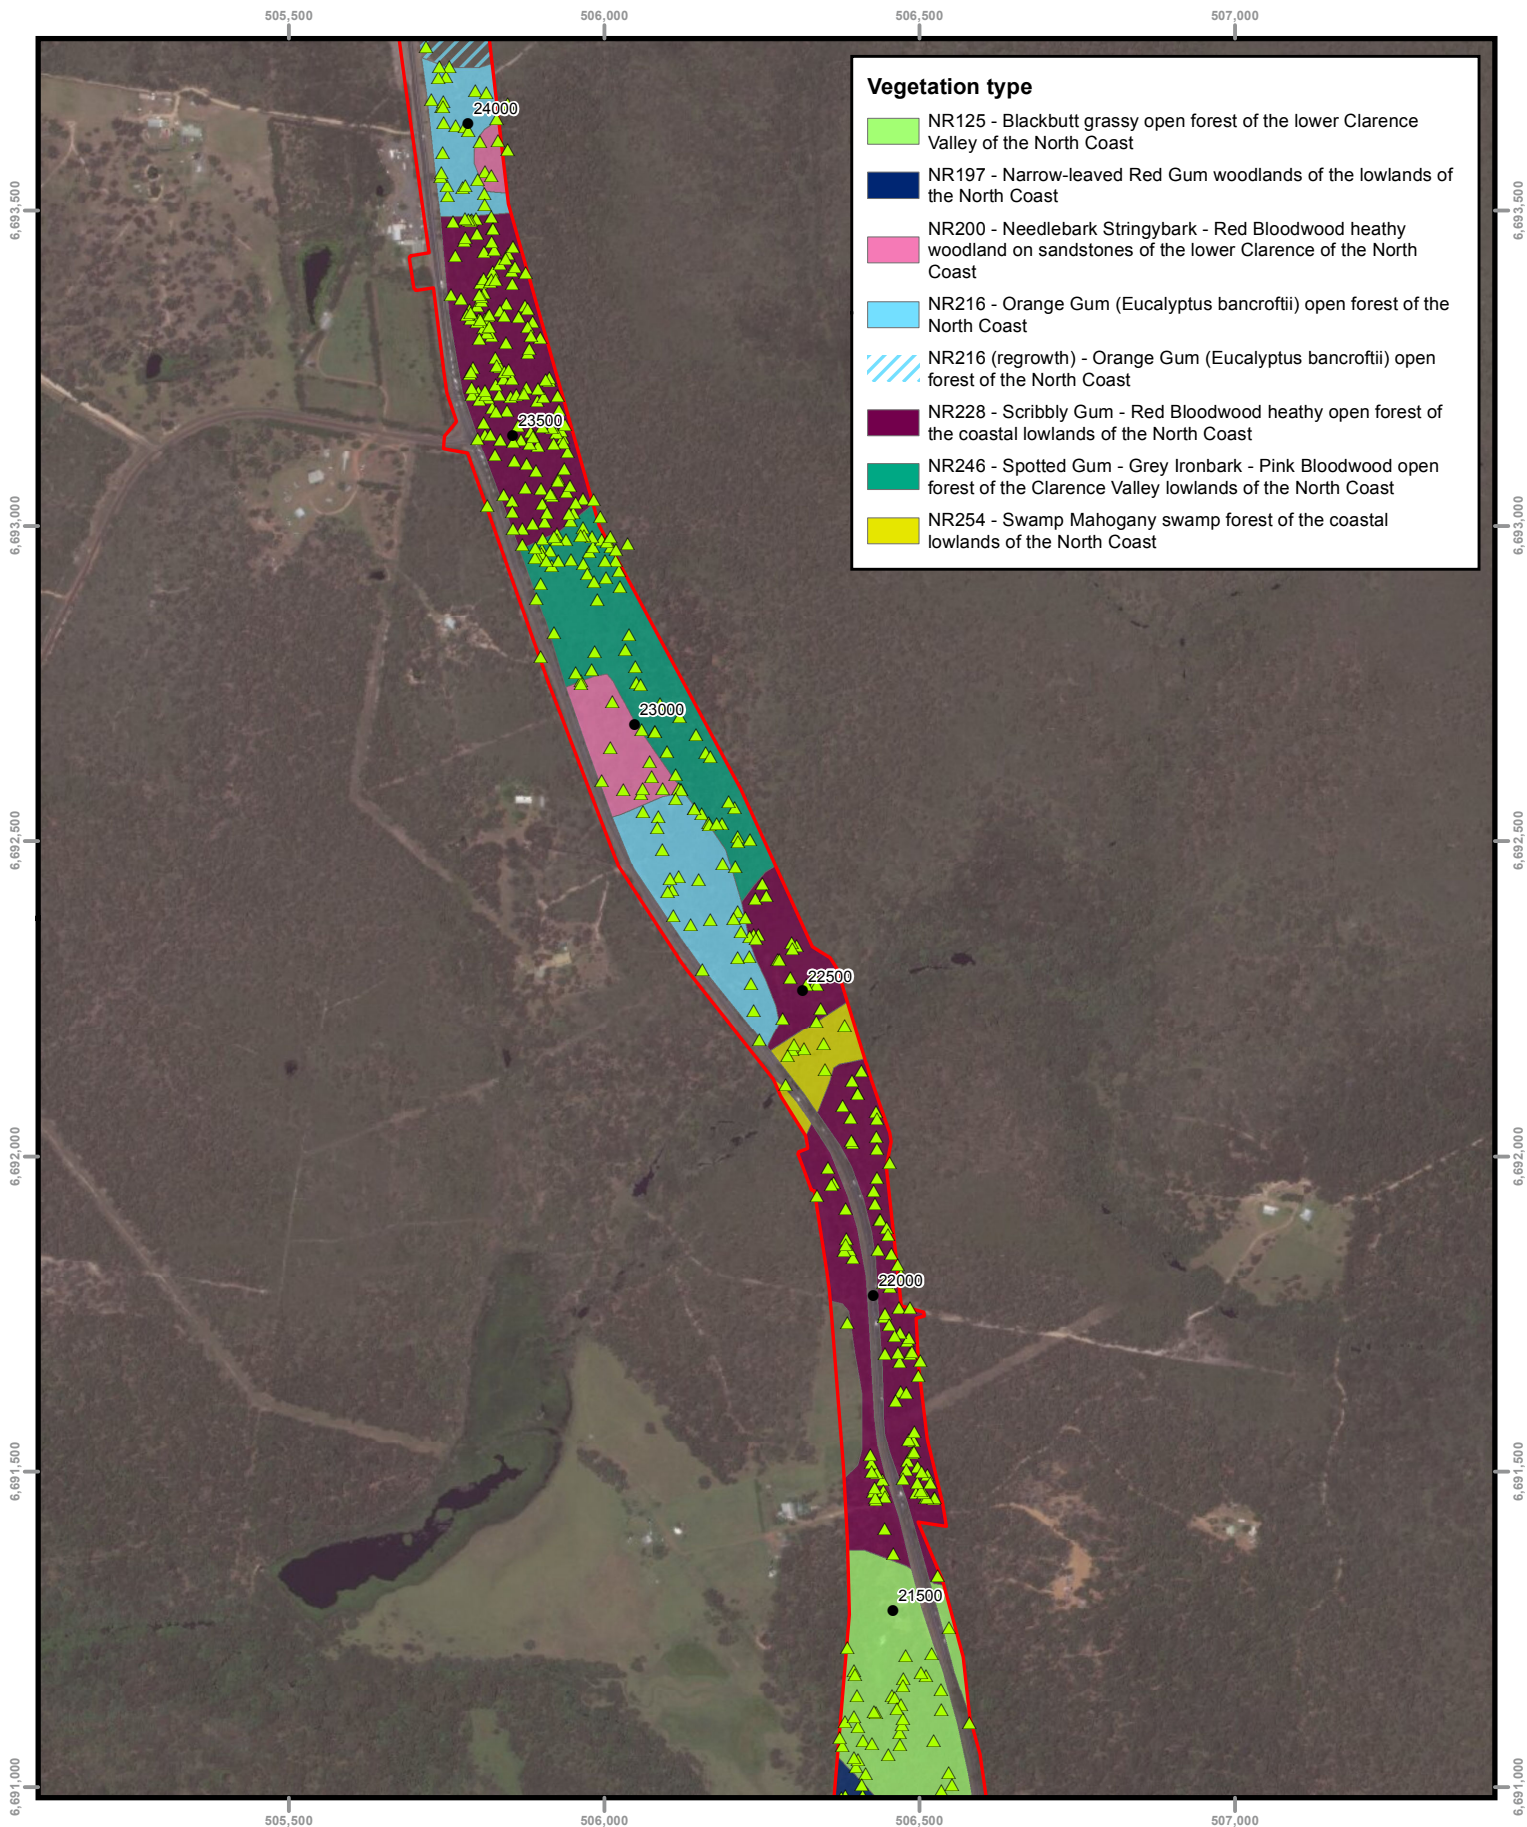 505,500
506,000
506,500
507,000
Vegetation type
NR125 - Blackbutt grassy open forest of the lower Clarence
Valley of the North Coast
NR197 - Narrow-leaved Red Gum woodlands of the lowlands of
the North Coast
NR200 - Needlebark Stringybark - Red Bloodwood heathy
woodland on sandstones of the lower Clarence of the North
Coast
NR216 - Orange Gum (Eucalyptus bancroftii) open forest of the
North Coast
NR216 (regrowth) - Orange Gum (Eucalyptus bancroftii) open
forest of the North Coast
NR228 - Scribbly Gum - Red Bloodwood heathy open forest of
the coastal lowlands of the North Coast
NR246 - Spotted Gum - Grey Ironbark - Pink Bloodwood open
forest of the Clarence Valley lowlands of the North Coast
NR254 - Swamp Mahogany swamp forest of the coastal
lowlands of the North Coast
24000
6,693,500
6,693,500
23500
6,693,000
6,693,000
23000
6,692,500
6,692,500
22500
6,692,000
6,692,000
22000
6,691,500
6,691,500
21500
6,691,000
6,691,000
505,500
506,000
506,500
507,000